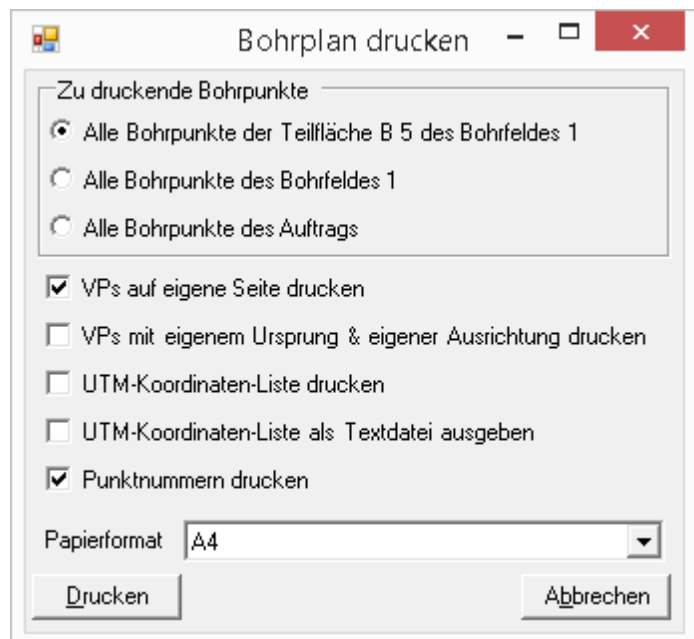 Bohrplan drucken
Zu druckende Bohrpunkte
Alle Bohrpunkte der Teilfläche B 5 des Bohrfeldes 1
Alle Bohrpunkte des Bohrfeldes 1
Alle Bohrpunkte des Auftrags
VPs auf eigene Seite drucken
VPs mit eigenem Ursprung & eigener Ausrichtung drucken
UTM-Koordinaten-Liste drucken
UTM-Koordinaten-Liste als Textdatei ausgeben
Punktnummern drucken
Papierformat A4
Drucken Abbrechen